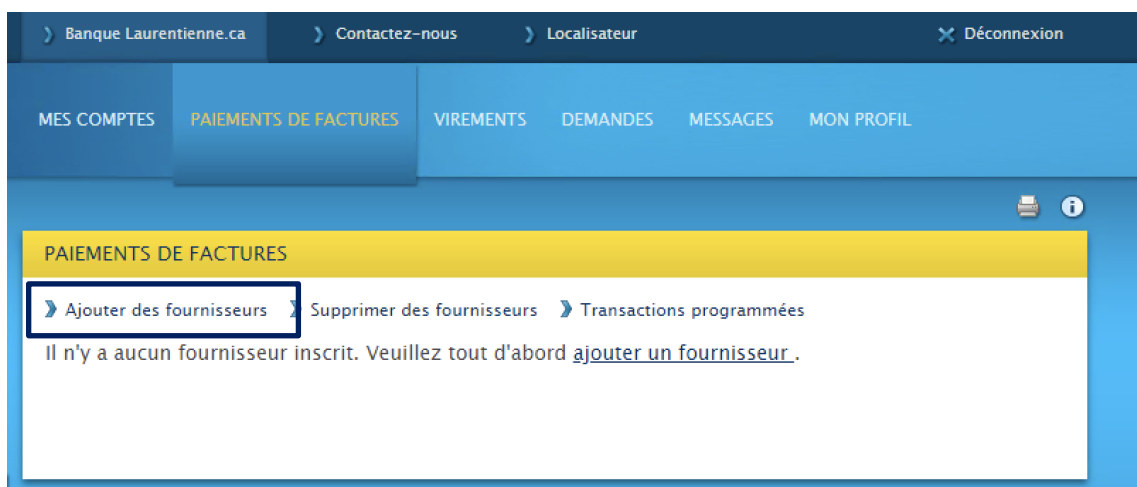 Banque Laurentienne.ca Contactez-nous Localisateur Déconnexion
MES COMPTES PAIEMENTS DE FACTURES VIREMENTS DEMANDES MESSAGES MON PROFIL
PAIEMENTS DE FACTURES
Ajouter des fournisseurs Supprimer des fournisseurs Transactions programmées
Il n'y a aucun fournisseur inscrit. Veuillez tout d'abord ajouter un fournisseur .